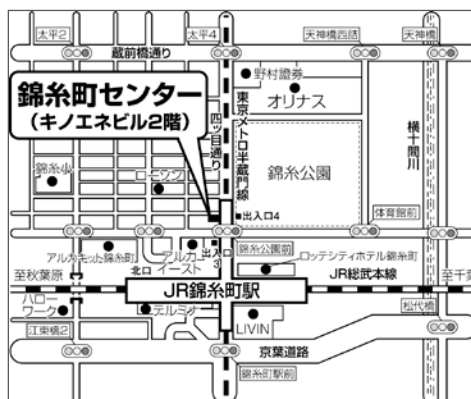 太平2
太平4
天神橋西詰
天神橋
蔵前橋通り
野村證券
オリナス
錦糸町センター
(キノエネビル2階)
四ツ目通り
東京メトロ半蔵門線
横十間川
錦糸小
ローソン
錦糸公園
出入口4
体育館前
アルカキット錦糸町
アルカイースト
出入口3
錦糸公園前
ロッテシティホテル錦糸町
至秋葉原
北口
JR総武本線
至千葉
JR錦糸町駅
ハローワーク
テルミナ
LIVIN
松代橋
江東橋2
京葉道路
錦糸町駅前